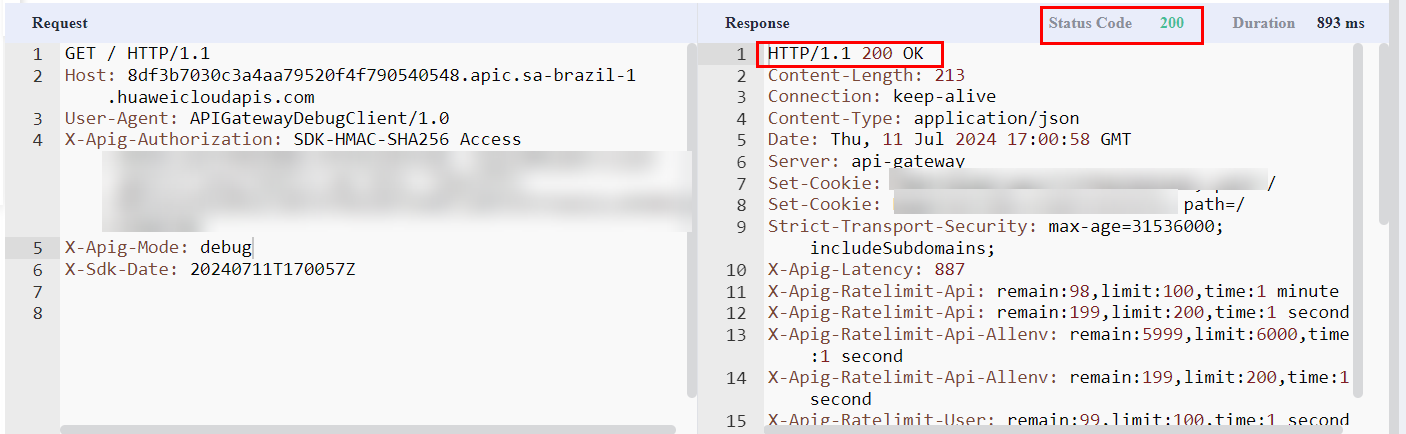 Request
1 GET / HTTP/1.1
2 Host: 8df3b7030c3a4aa79520f4f790540548.apic.sa-brazil-1
.huaweicloudapis.com
3 User-Agent: APIGatewayDebugClient/1.0
4 X-Apig-Authorization: SDK-HMAC-SHA256 Access
5 X-Apig-Mode: debug
6 X-Sdk-Date: 20240711T170057Z
7
8
Response Status Code 200 Duration 893 ms
1 HTTP/1.1 200 OK
2 Content-Length: 213
3 Connection: keep-alive
4 Content-Type: application/json
5 Date: Thu, 11 Jul 2024 17:00:58 GMT
6 Server: api-gateway
7 Set-Cookie: /
8 Set-Cookie: path=/
9 Strict-Transport-Security: max-age=31536000;
includeSubdomains;
10 X-Apig-Latency: 887
11 X-Apig-Ratelimit-Api: remain:98,limit:100,time:1 minute
12 X-Apig-Ratelimit-Api: remain:199,limit:200,time:1 second
13 X-Apig-Ratelimit-Api-Allenv: remain:5999,limit:6000,time
:1 second
14 X-Apig-Ratelimit-Api-Allenv: remain:199,limit:200,time:1
second
15 X-Apig-Ratelimit-User: remain:99,limit:100,time:1 second